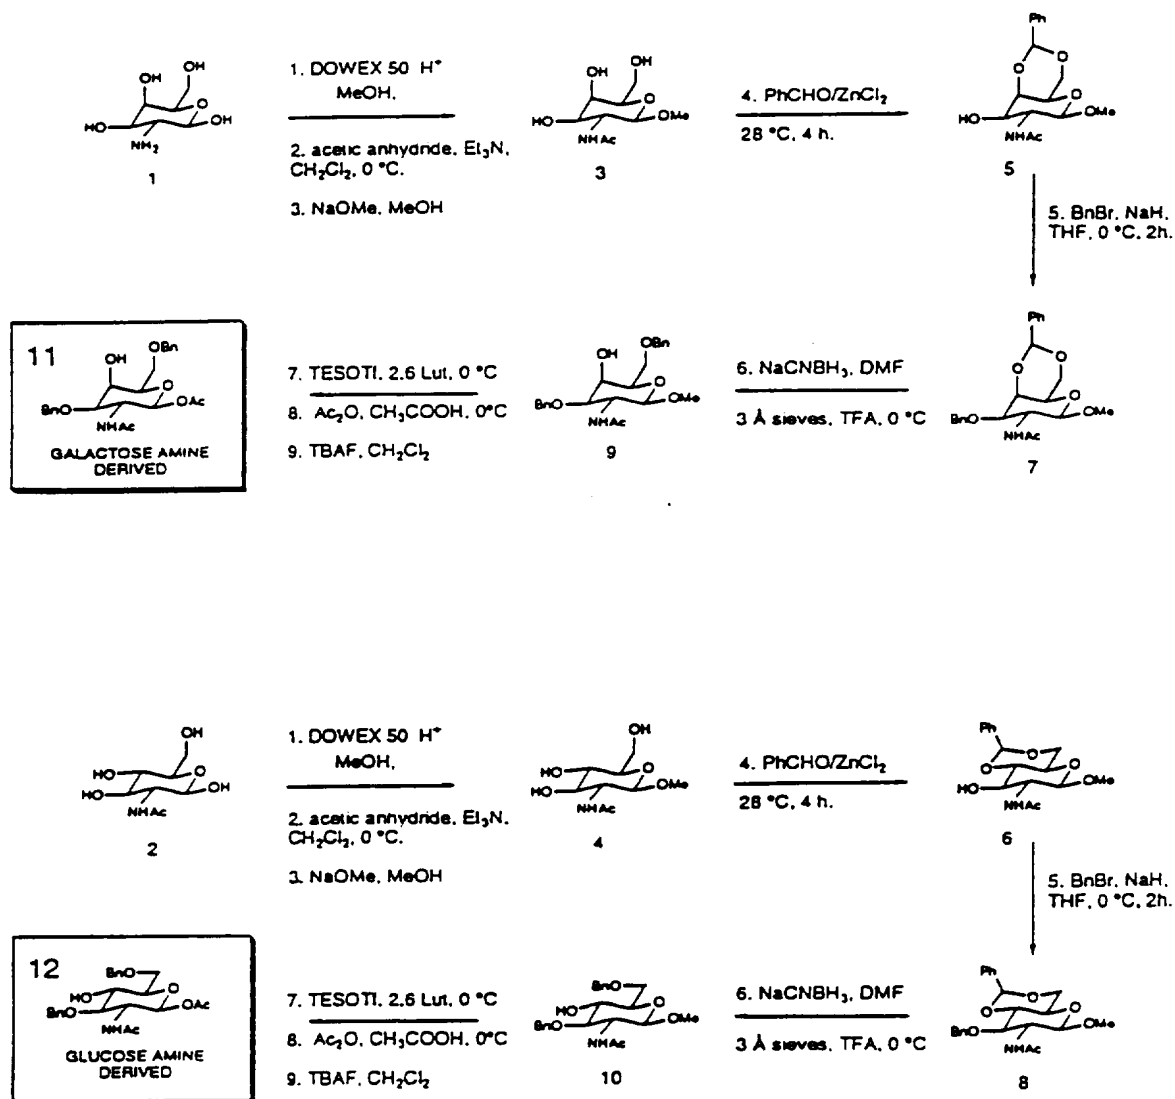 Ph
OH OH
1. DOWEX 50 H+
MeOH,
OH OH
4. PhCHO/ZnCl2
O O
O
HO OH
NH2
1
2. acetic anhydride, Et3N,
CH2Cl2, 0 °C.
3. NaOMe, MeOH
O
HO OMe
NHAc
3
28 °C, 4 h.
O
HO OMe
NHAc
5
5. BnBr, NaH,
THF, 0 °C, 2h.
Ph
11
OH OBn
O
BnO OAc
NHAc
GALACTOSE AMINE
DERIVED
7. TESOTf, 2.6 Lut, 0 °C
8. Ac2O, CH3COOH, 0°C
9. TBAF, CH2Cl2
OH OBn
O
BnO OMe
NHAc
9
6. NaCNBH3, DMF
3 Å sieves, TFA, 0 °C
O O
O
BnO OMe
NHAc
7
OH
HO O
HO OH
NHAc
2
1. DOWEX 50 H+
MeOH,
2. acetic anhydride, Et3N,
CH2Cl2, 0 °C.
3. NaOMe, MeOH
OH
HO O
HO OMe
NHAc
4
4. PhCHO/ZnCl2
28 °C, 4 h.
Ph O
O O
HO OMe
NHAc
6
5. BnBr, NaH,
THF, 0 °C, 2h.
12
BnO
HO O
BnO OAc
NHAc
GLUCOSE AMINE
DERIVED
7. TESOTf, 2.6 Lut, 0 °C
8. Ac2O, CH3COOH, 0°C
9. TBAF, CH2Cl2
BnO
HO O
BnO OMe
NHAc
10
6. NaCNBH3, DMF
3 Å sieves, TFA, 0 °C
Ph O
O O
BnO OMe
NHAc
8